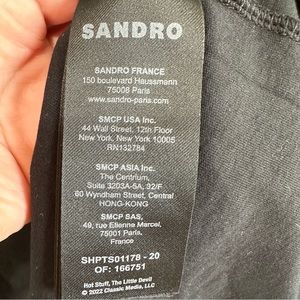 SANDRO
SANDRO FRANCE
150 boulevard Haussmann
75008 Paris
www.sandro-paris.com
SMCP USA Inc.
44 Wall Street, 12th Floor
New York, New York 10005
RN132784
SMCP ASIA Inc.
The Centrium,
Suite 3203A-5A, 32/F
60 Wyndham Street, Central
HONG-KONG
SMCP SAS,
49, rue Etienne Marcel,
75001 Paris,
France
SHPTS01178 - 20
OF: 166751
Hot Stuff, The Little Devil
© 2022 Classic Media, LLC